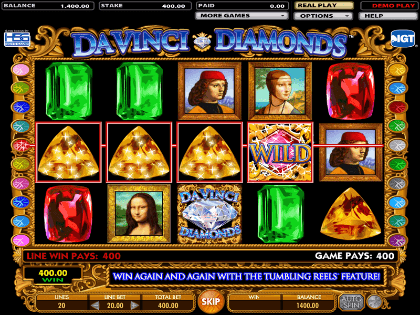 BALANCE 1,400.00 STAKE 400.00 PAID 0.00 REAL PLAY DEMO PLAY
MORE GAMES OPTIONS HELP
DAVINCI DIAMONDS
IGT
WILD
DAVINCI
DIAMONDS
LINE WIN PAYS: 400 GAME PAYS: 400
400.00
WIN
WIN AGAIN AND AGAIN WITH THE TUMBLING REELS FEATURE!
LINES LINE BET TOTAL BET SKIP WIN BALANCE AUTO SPIN
20 20.00 400.00 1400.00